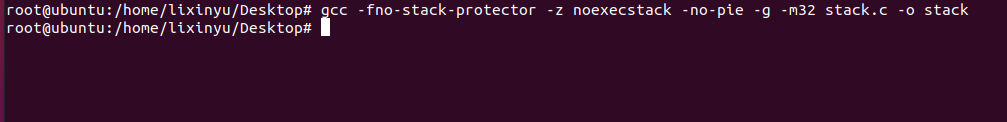 root@ubuntu:/home/lixinyu/Desktop# gcc -fno-stack-protector -z noexecstack -no-pie -g -m32 stack.c -o stack
root@ubuntu:/home/lixinyu/Desktop#